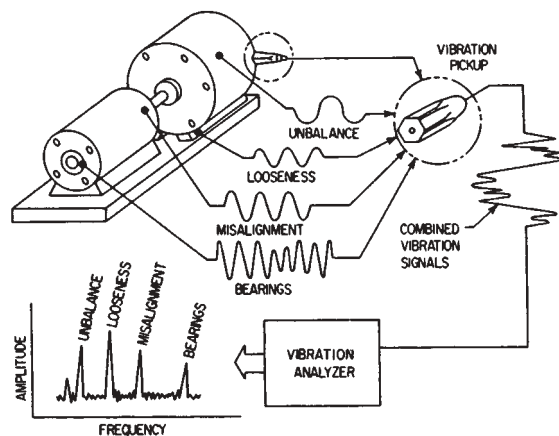 VIBRATION
PICKUP
UNBALANCE
LOOSENESS
MISALIGNMENT
BEARINGS
COMBINED
VIBRATION
SIGNALS
UNBALANCE
LOOSENESS
MISALIGNMENT
BEARINGS
AMPLITUDE
FREQUENCY
VIBRATION
ANALYZER